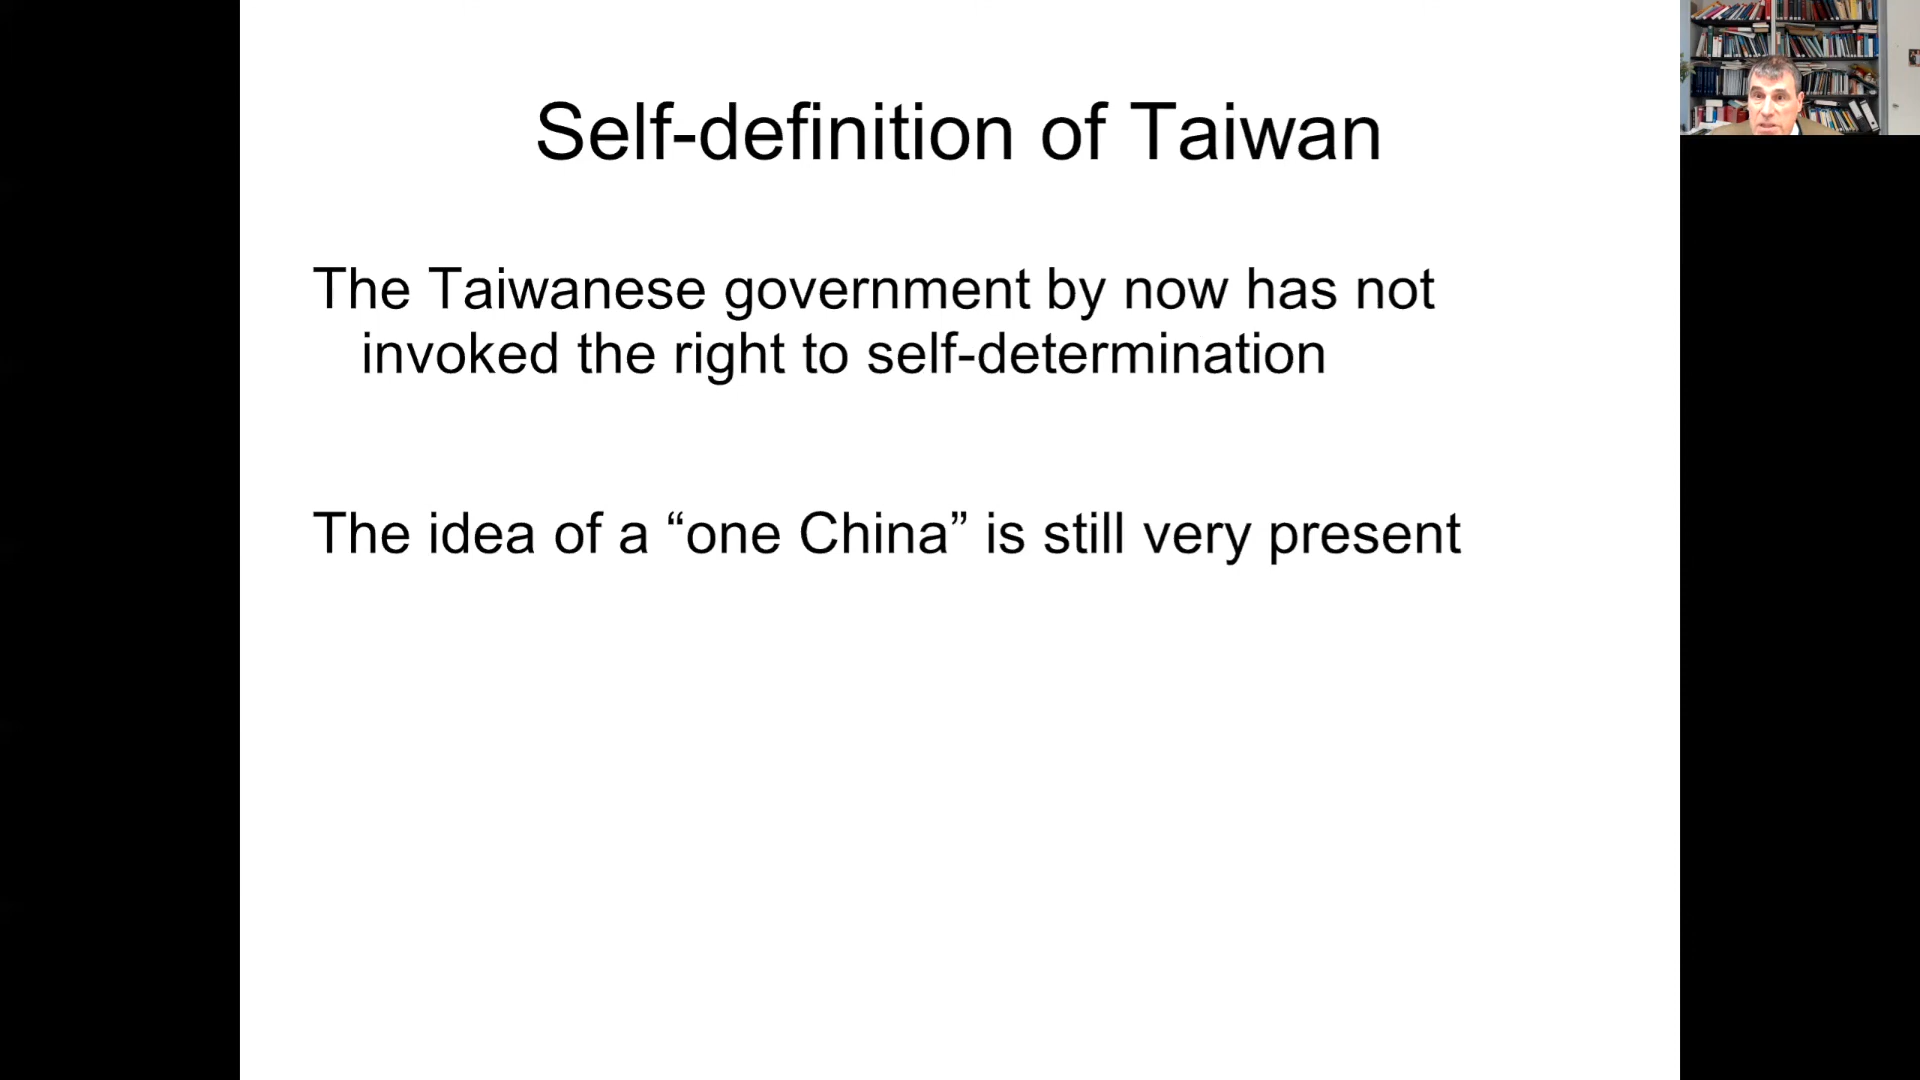 Self-definition of Taiwan
The Taiwanese government by now has not
invoked the right to self-determination
The idea of a “one China” is still very present